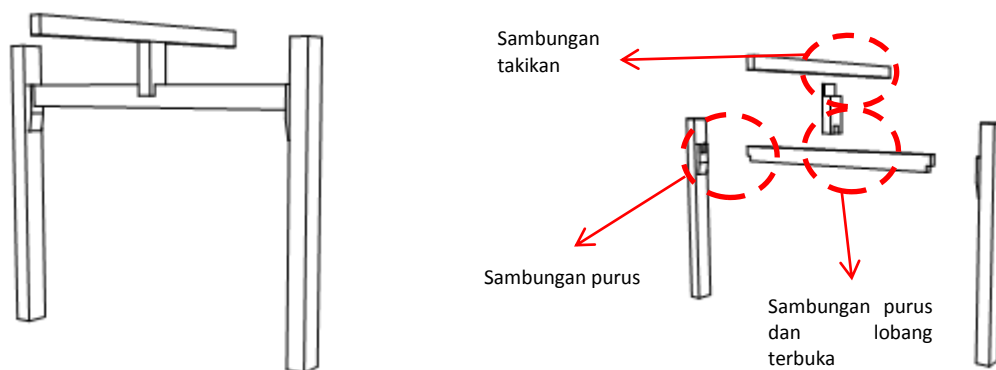 Sambungan
takikan
Sambungan purus
Sambungan purus
dan lobang
terbuka